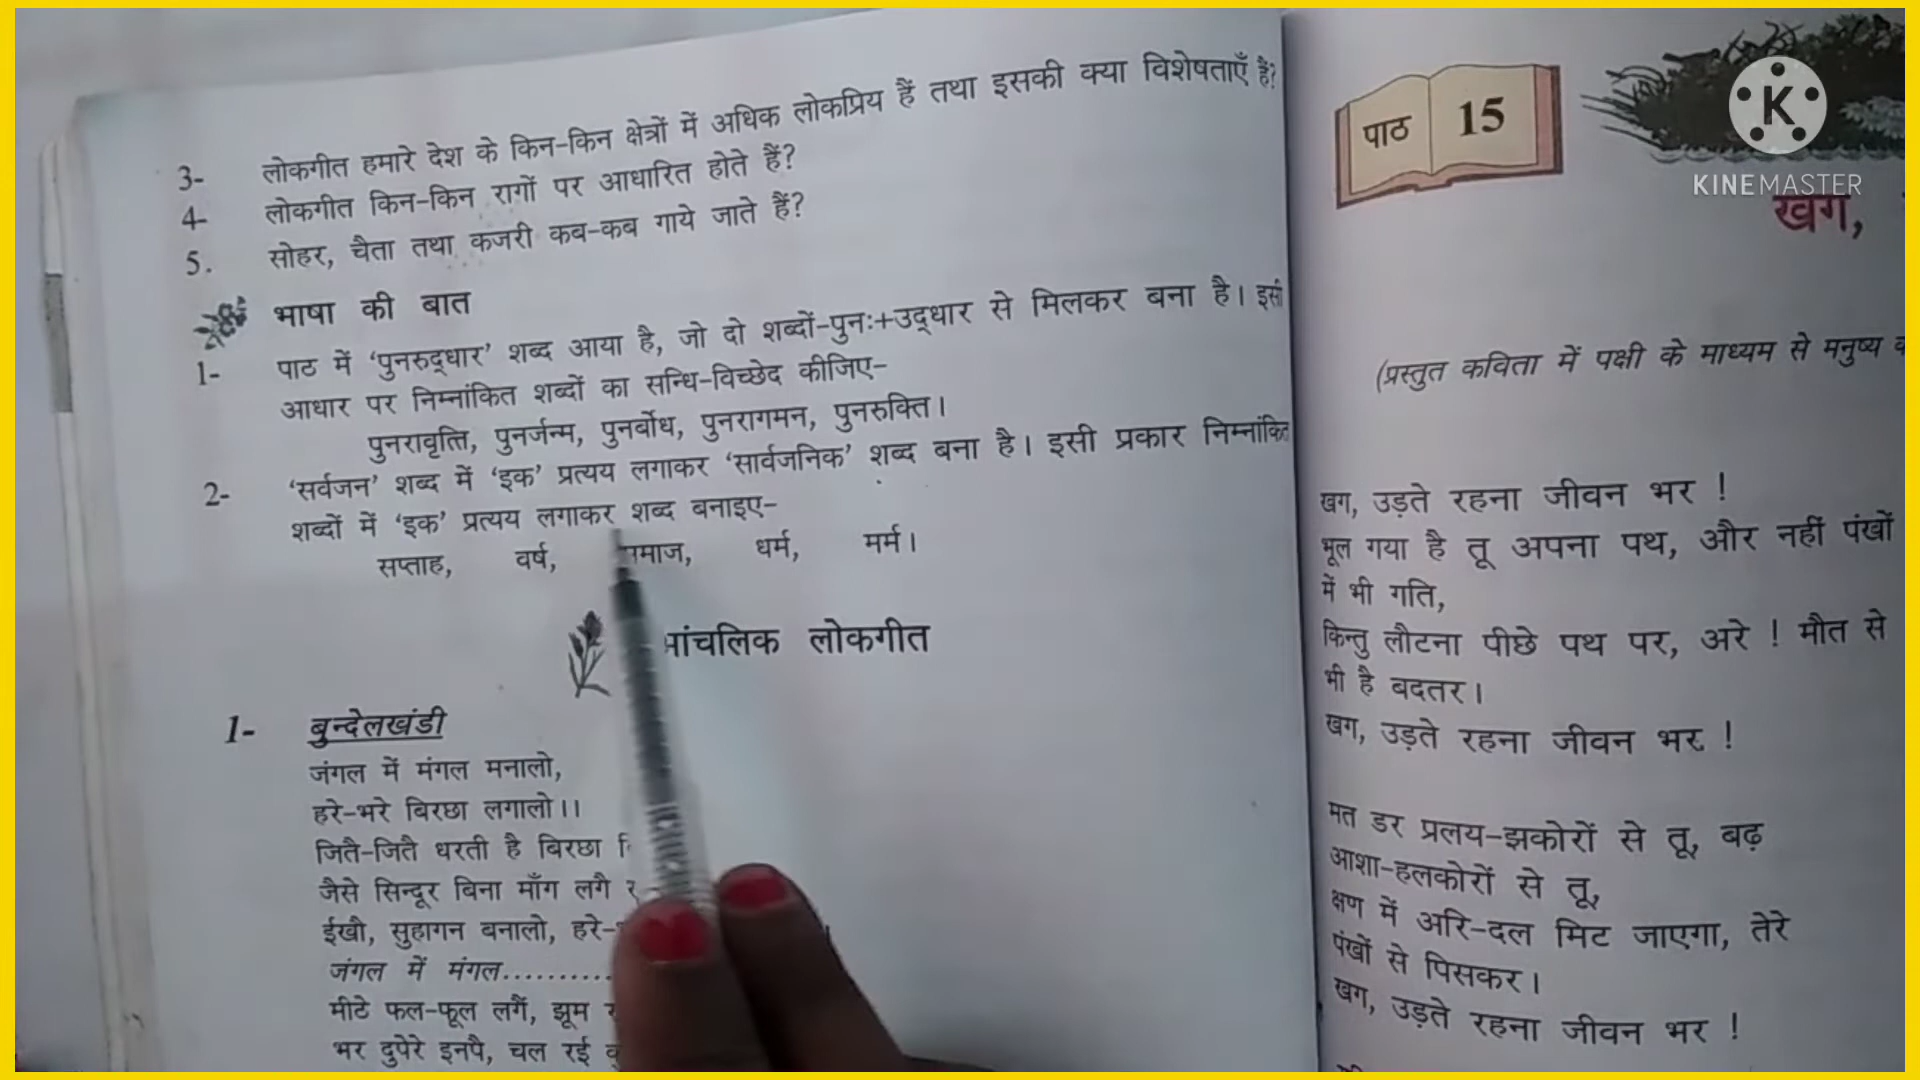 3- लोकगीत हमारे देश के किन-किन क्षेत्रों में अधिक लोकप्रिय हैं तथा इसकी क्या विशेषताएँ हैं?
4- लोकगीत किन-किन रागों पर आधारित होते हैं?
5. सोहर, चैता तथा कजरी कब-कब गाये जाते हैं?
भाषा की बात
1- पाठ में ‘पुनरुद्धार’ शब्द आया है, जो दो शब्दों-पुनः+उद्धार से मिलकर बना है। इसी
आधार पर निम्नांकित शब्दों का सन्धि-विच्छेद कीजिए-
पुनरावृत्ति, पुनर्जन्म, पुनर्बोध, पुनरागमन, पुनरुक्ति।
2- ‘सर्वजन’ शब्द में ‘इक’ प्रत्यय लगाकर ‘सार्वजनिक’ शब्द बना है। इसी प्रकार निम्नांकित
शब्दों में ‘इक’ प्रत्यय लगाकर शब्द बनाइए-
सप्ताह, वर्ष, समाज, धर्म, मर्म।
आंचलिक लोकगीत
1- बुन्देलखंडी
जंगल में मंगल मनालो,
हरे-भरे बिरछा लगालो।।
जितै-जितै धरती है बिरछा
जैसे सिन्दूर बिना माँग लगै
ईखौ, सुहागन बनालो, हरे-
जंगल में मंगल..........
मीटे फल-फूल लगैं, झूम
भर दुपेरे इनपै, चल रई
पाठ 15
KINEMASTER
खग,
(प्रस्तुत कविता में पक्षी के माध्यम से मनुष्य
खग, उड़ते रहना जीवन भर !
भूल गया है तू अपना पथ, और नहीं पंखों
में भी गति,
किन्तु लौटना पीछे पथ पर, अरे ! मौत से
भी है बदतर।
खग, उड़ते रहना जीवन भर !
मत डर प्रलय-झकोरों से तू, बढ़
आशा-हलकोरों से तू,
क्षण में अरि-दल मिट जाएगा, तेरे
पंखों से पिसकर।
खग, उड़ते रहना जीवन भर !